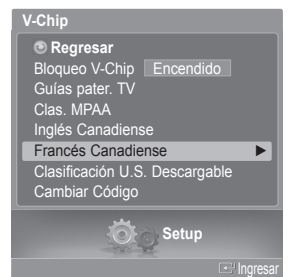 V-Chip
Regresar
Bloqueo V-Chip Encendido
Guías pater. TV
Clas. MPAA
Inglés Canadiense
Francés Canadiense
Clasificación U.S. Descargable
Cambiar Código
Setup
Ingresar